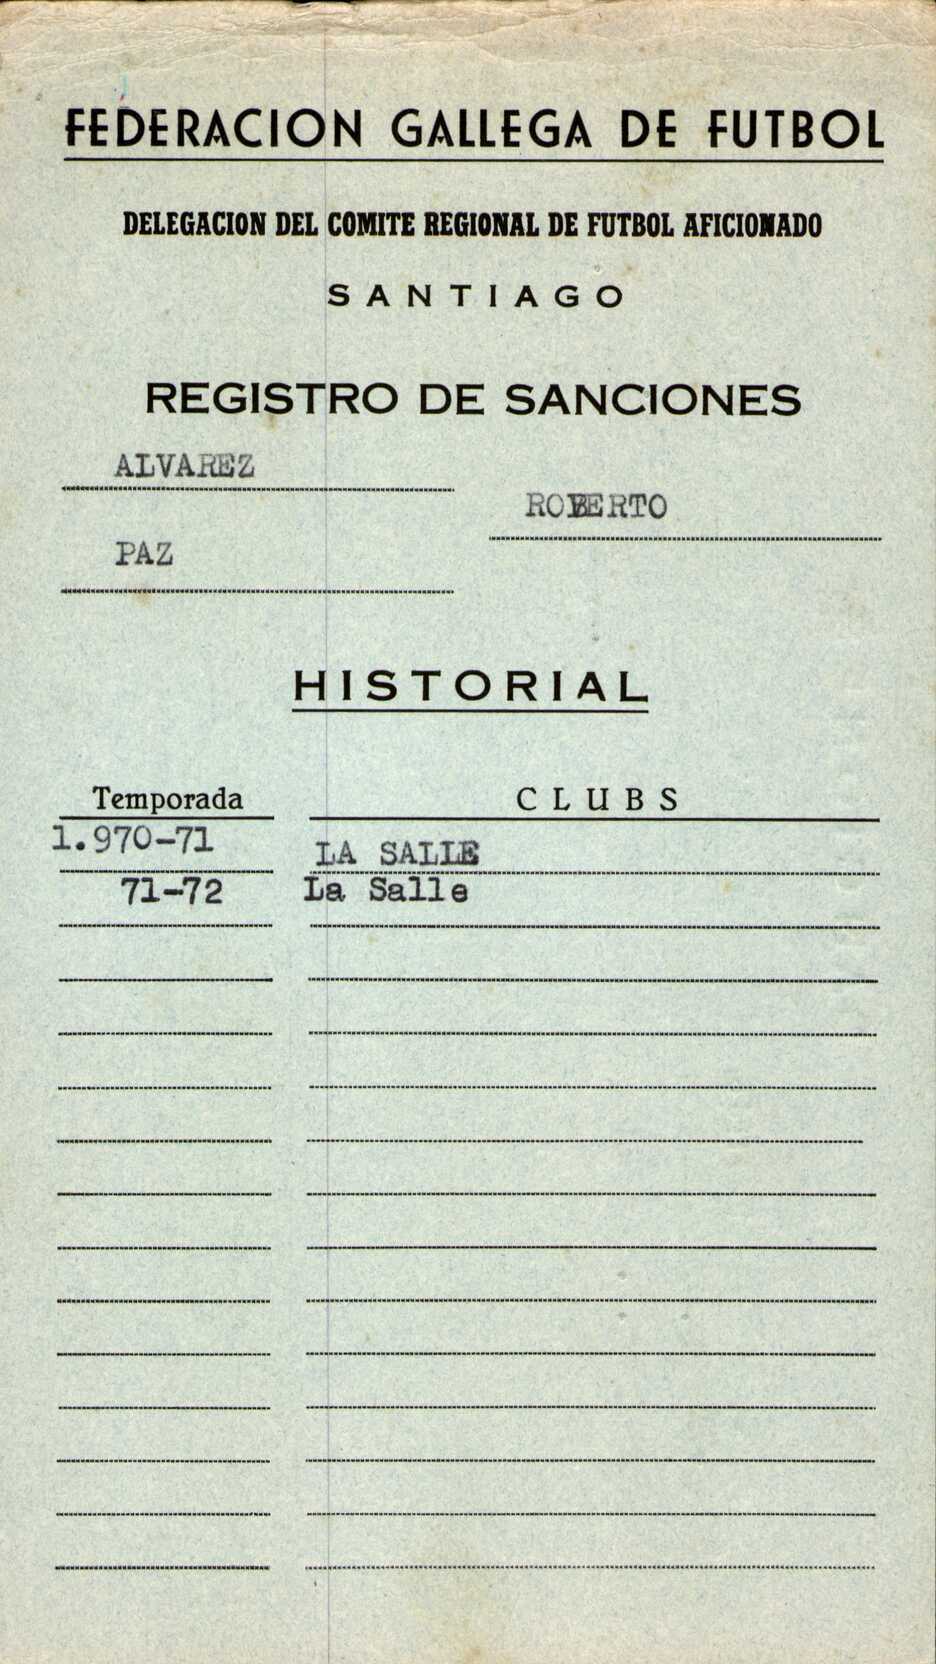 FEDERACION GALLEGA DE FUTBOL
DELEGACION DEL COMITE REGIONAL DE FUTBOL AFICIONADO
SANTIAGO
REGISTRO DE SANCIONES
ALVAREZ
ROBERTO
PAZ
HISTORIAL
Temporada CLUBS
1.970-71 LA SALLE
71-72 La Salle